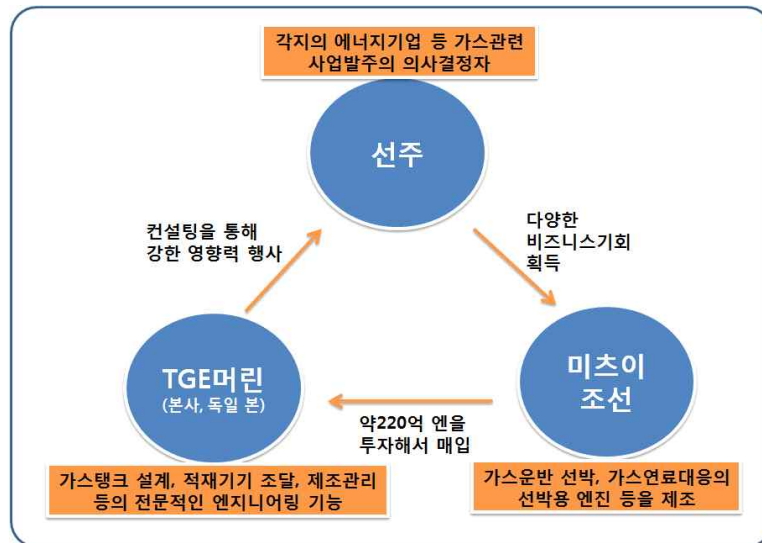 각지의 에너지기업 등 가스관련
사업발주의 의사결정자
선주
컨설팅을 통해
강한 영향력 행사
다양한
비즈니스기회
획득
TGE머린
(본사, 독일 본)
미츠이
조선
약220억 엔을
투자해서 매입
가스탱크 설계, 적재기기 조달, 제조관리
등의 전문적인 엔지니어링 기능
가스운반 선박, 가스연료대응의
선박용 엔진 등을 제조